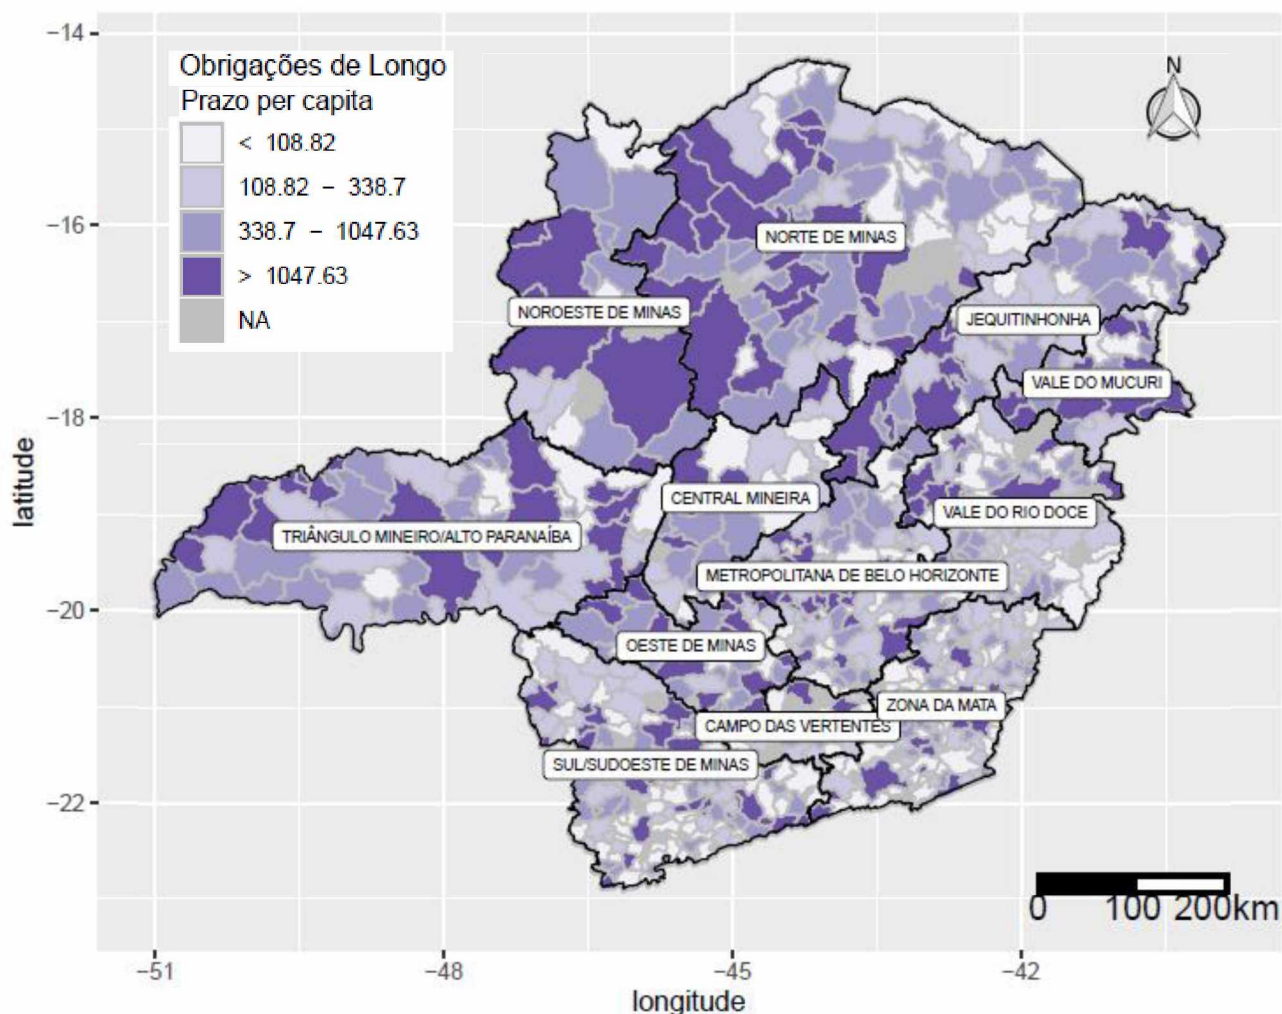 Obrigações de Longo
Prazo per capita
< 108.82
108.82 – 338.7
338.7 – 1047.63
> 1047.63
NA
N
NORTE DE MINAS
NOROESTE DE MINAS
JEQUITINHONHA
VALE DO MUCURI
CENTRAL MINEIRA
VALE DO RIO DOCE
TRIÂNGULO MINEIRO/ALTO PARANAÍBA
METROPOLITANA DE BELO HORIZONTE
OESTE DE MINAS
ZONA DA MATA
CAMPO DAS VERTENTES
SUL/SUDOESTE DE MINAS
−14
−16
−18
−20
−22
latitude
0 100 200km
−51 −48 −45 −42
longitude